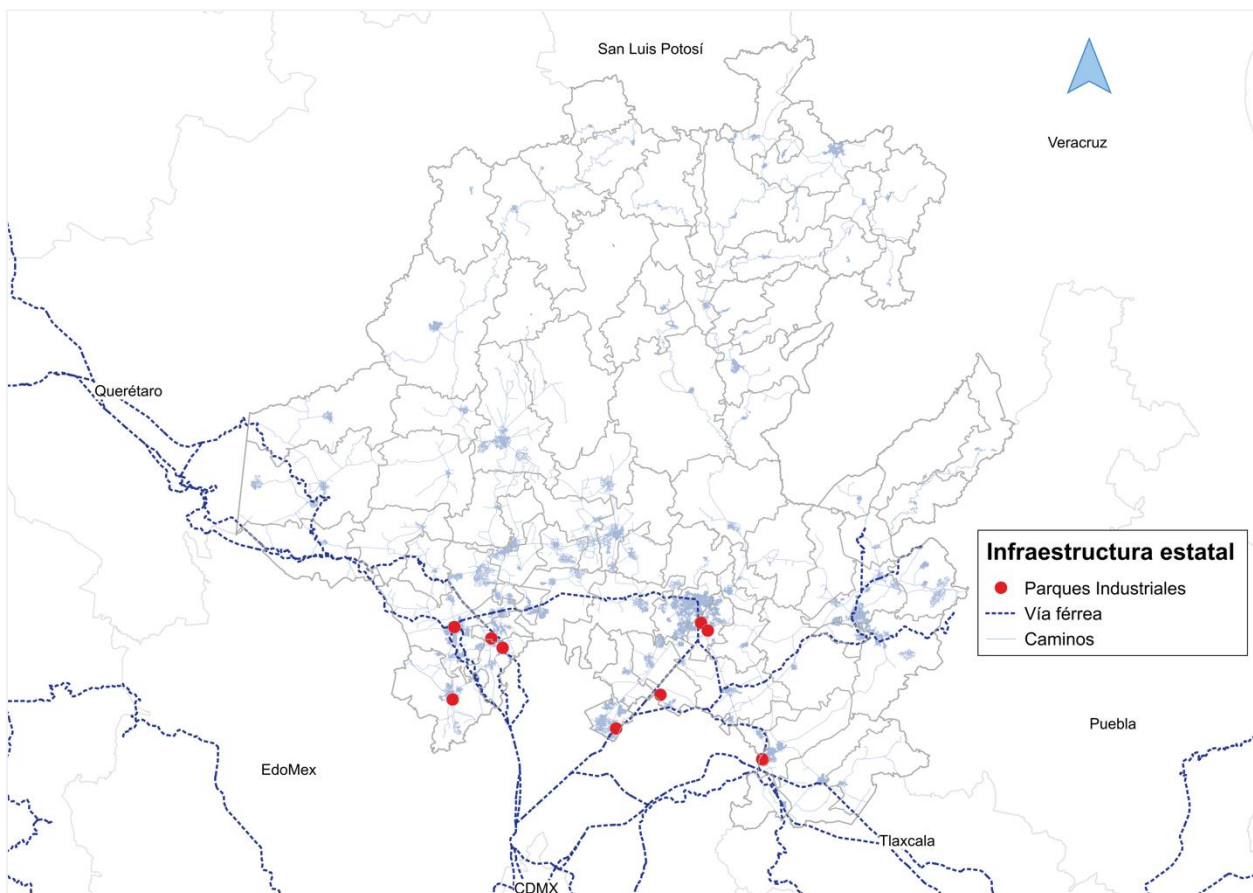 San Luis Potosí
Veracruz
Querétaro
Infraestructura estatal
Parques Industriales
Vía férrea
Caminos
Puebla
EdoMex
Tlaxcala
CDMX